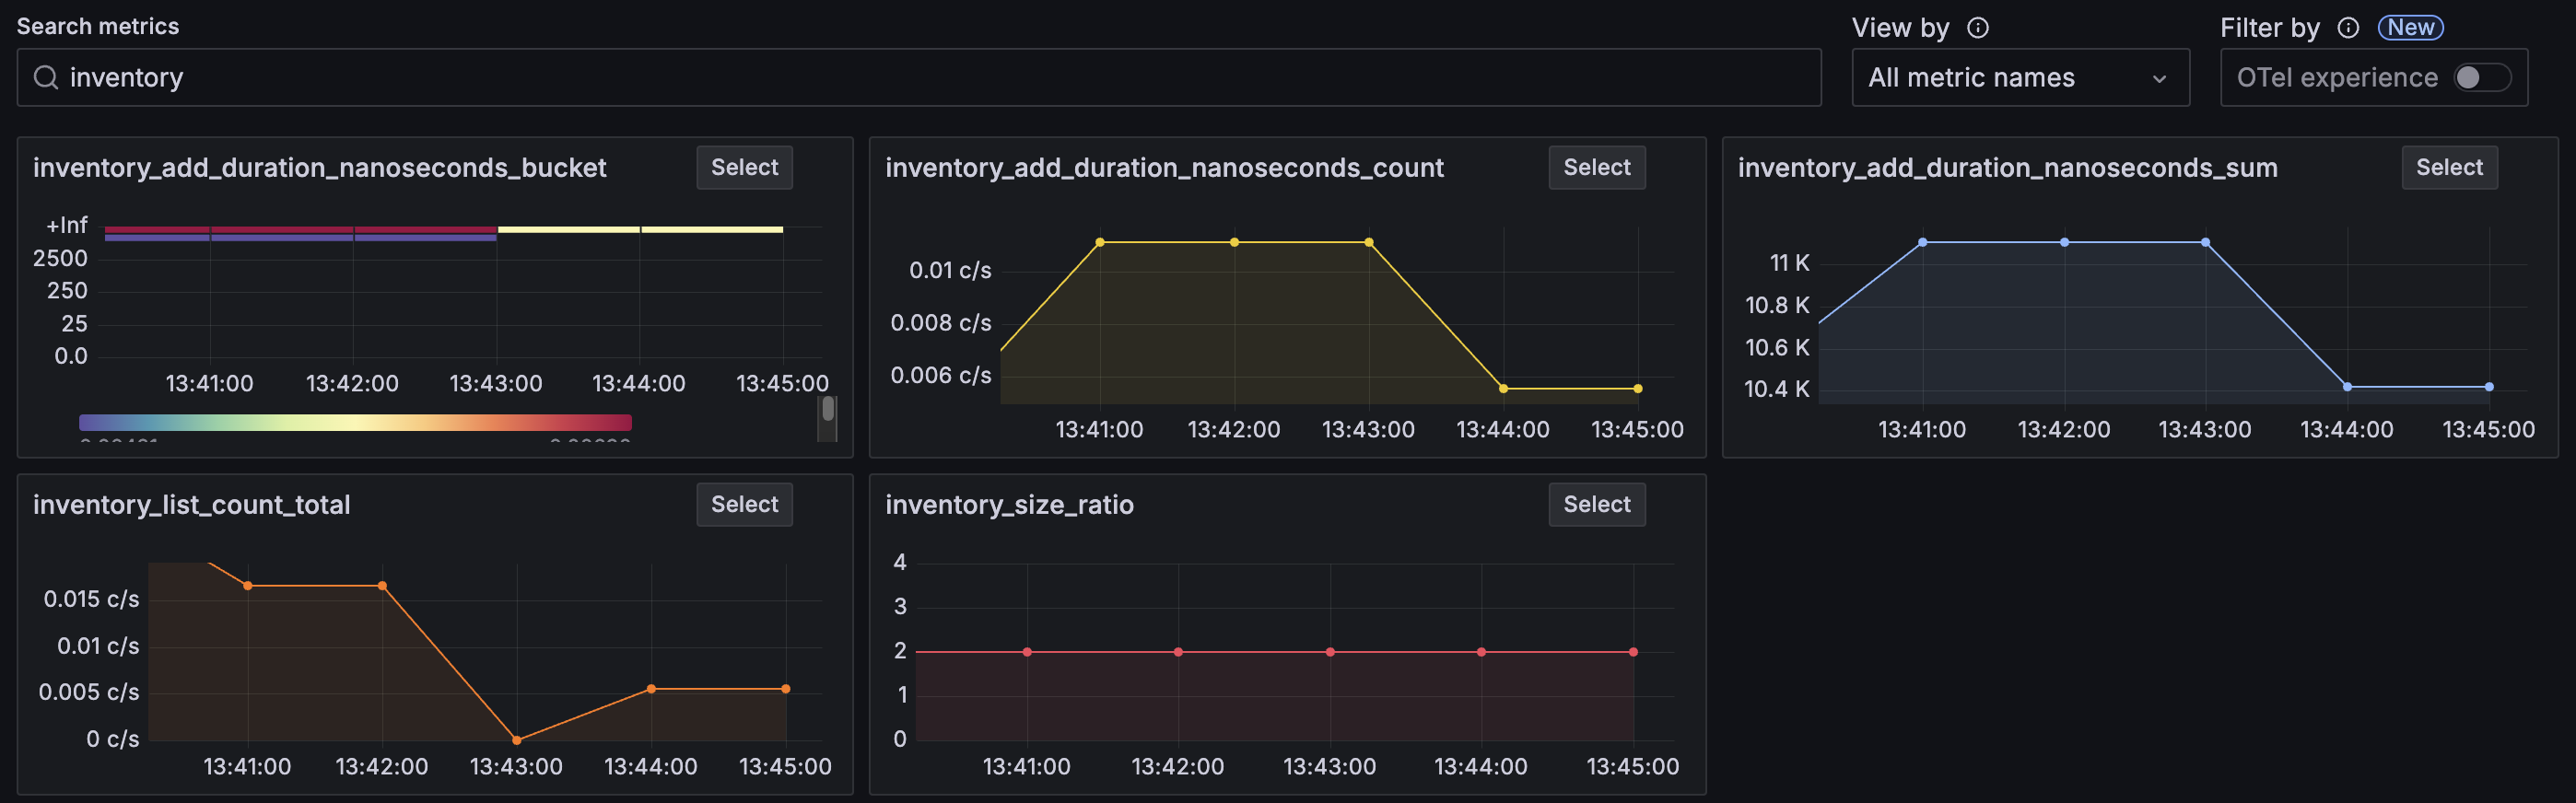 Search metrics
View by
Filter by New
inventory
All metric names
OTel experience
inventory_add_duration_nanoseconds_bucket Select
+Inf
2500
250
25
0.0
13:41:00 13:42:00 13:43:00 13:44:00 13:45:00
inventory_add_duration_nanoseconds_count Select
0.01 c/s
0.008 c/s
0.006 c/s
13:41:00 13:42:00 13:43:00 13:44:00 13:45:00
inventory_add_duration_nanoseconds_sum Select
11 K
10.8 K
10.6 K
10.4 K
13:41:00 13:42:00 13:43:00 13:44:00 13:45:00
inventory_list_count_total Select
0.015 c/s
0.01 c/s
0.005 c/s
0 c/s
13:41:00 13:42:00 13:43:00 13:44:00 13:45:00
inventory_size_ratio Select
4
3
2
1
0
13:41:00 13:42:00 13:43:00 13:44:00 13:45:00